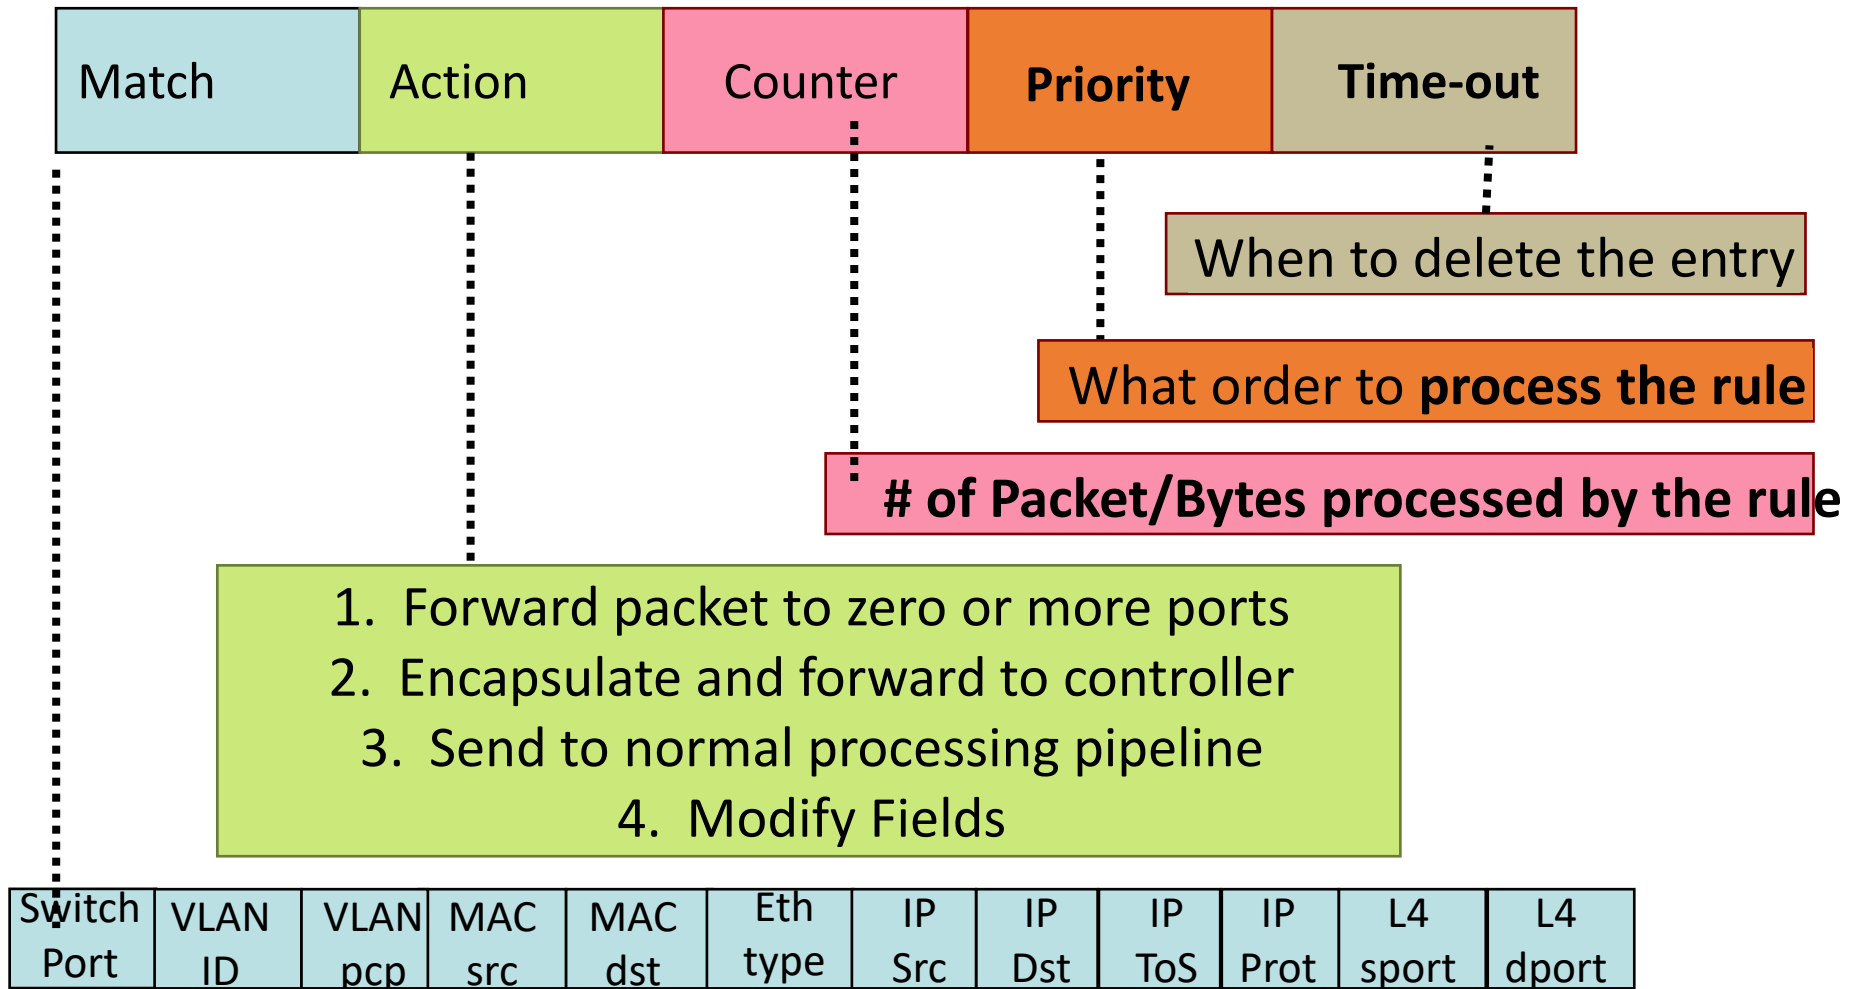 Match Action Counter Priority Time-out
When to delete the entry
What order to process the rule
# of Packet/Bytes processed by the rule
1. Forward packet to zero or more ports
2. Encapsulate and forward to controller
3. Send to normal processing pipeline
4. Modify Fields
Switch VLAN VLAN MAC MAC Eth IP IP IP IP L4 L4
Port ID pcp src dst type Src Dst ToS Prot sport dport